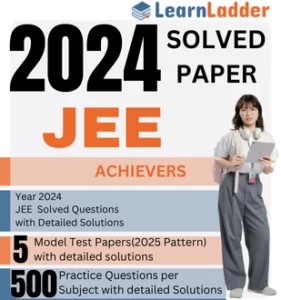 LearnLadder
2024
SOLVED
PAPER
JEE
ACHIEVERS
Year 2024
JEE Solved Questions
with Detailed Solutions
5 Model Test Papers(2025 Pattern)
with detailed solutions
500 Practice Questions per
Subject with detailed Solutions